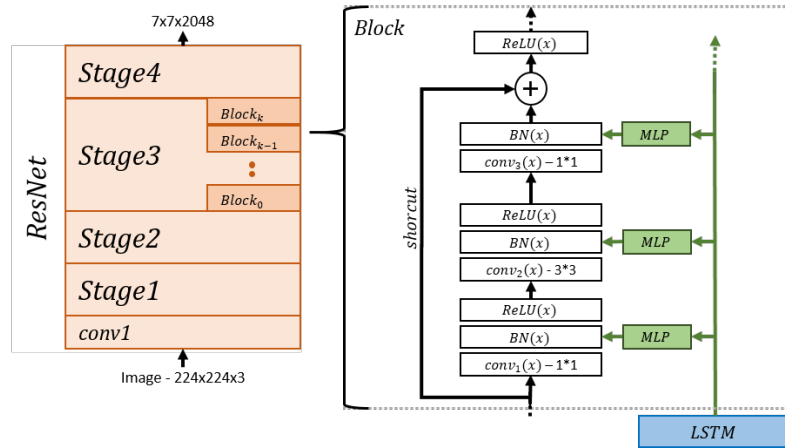 7x7x2048
ResNet
Stage4
Stage3
Block_k
Block_{k-1}
Block_0
Stage2
Stage1
conv1
Image - 224x224x3
Block
ReLU(x)
+
BN(x)
MLP
conv_3(x) - 1*1
shorcut
ReLU(x)
BN(x)
MLP
conv_2(x) - 3*3
ReLU(x)
BN(x)
MLP
conv_1(x) - 1*1
LSTM